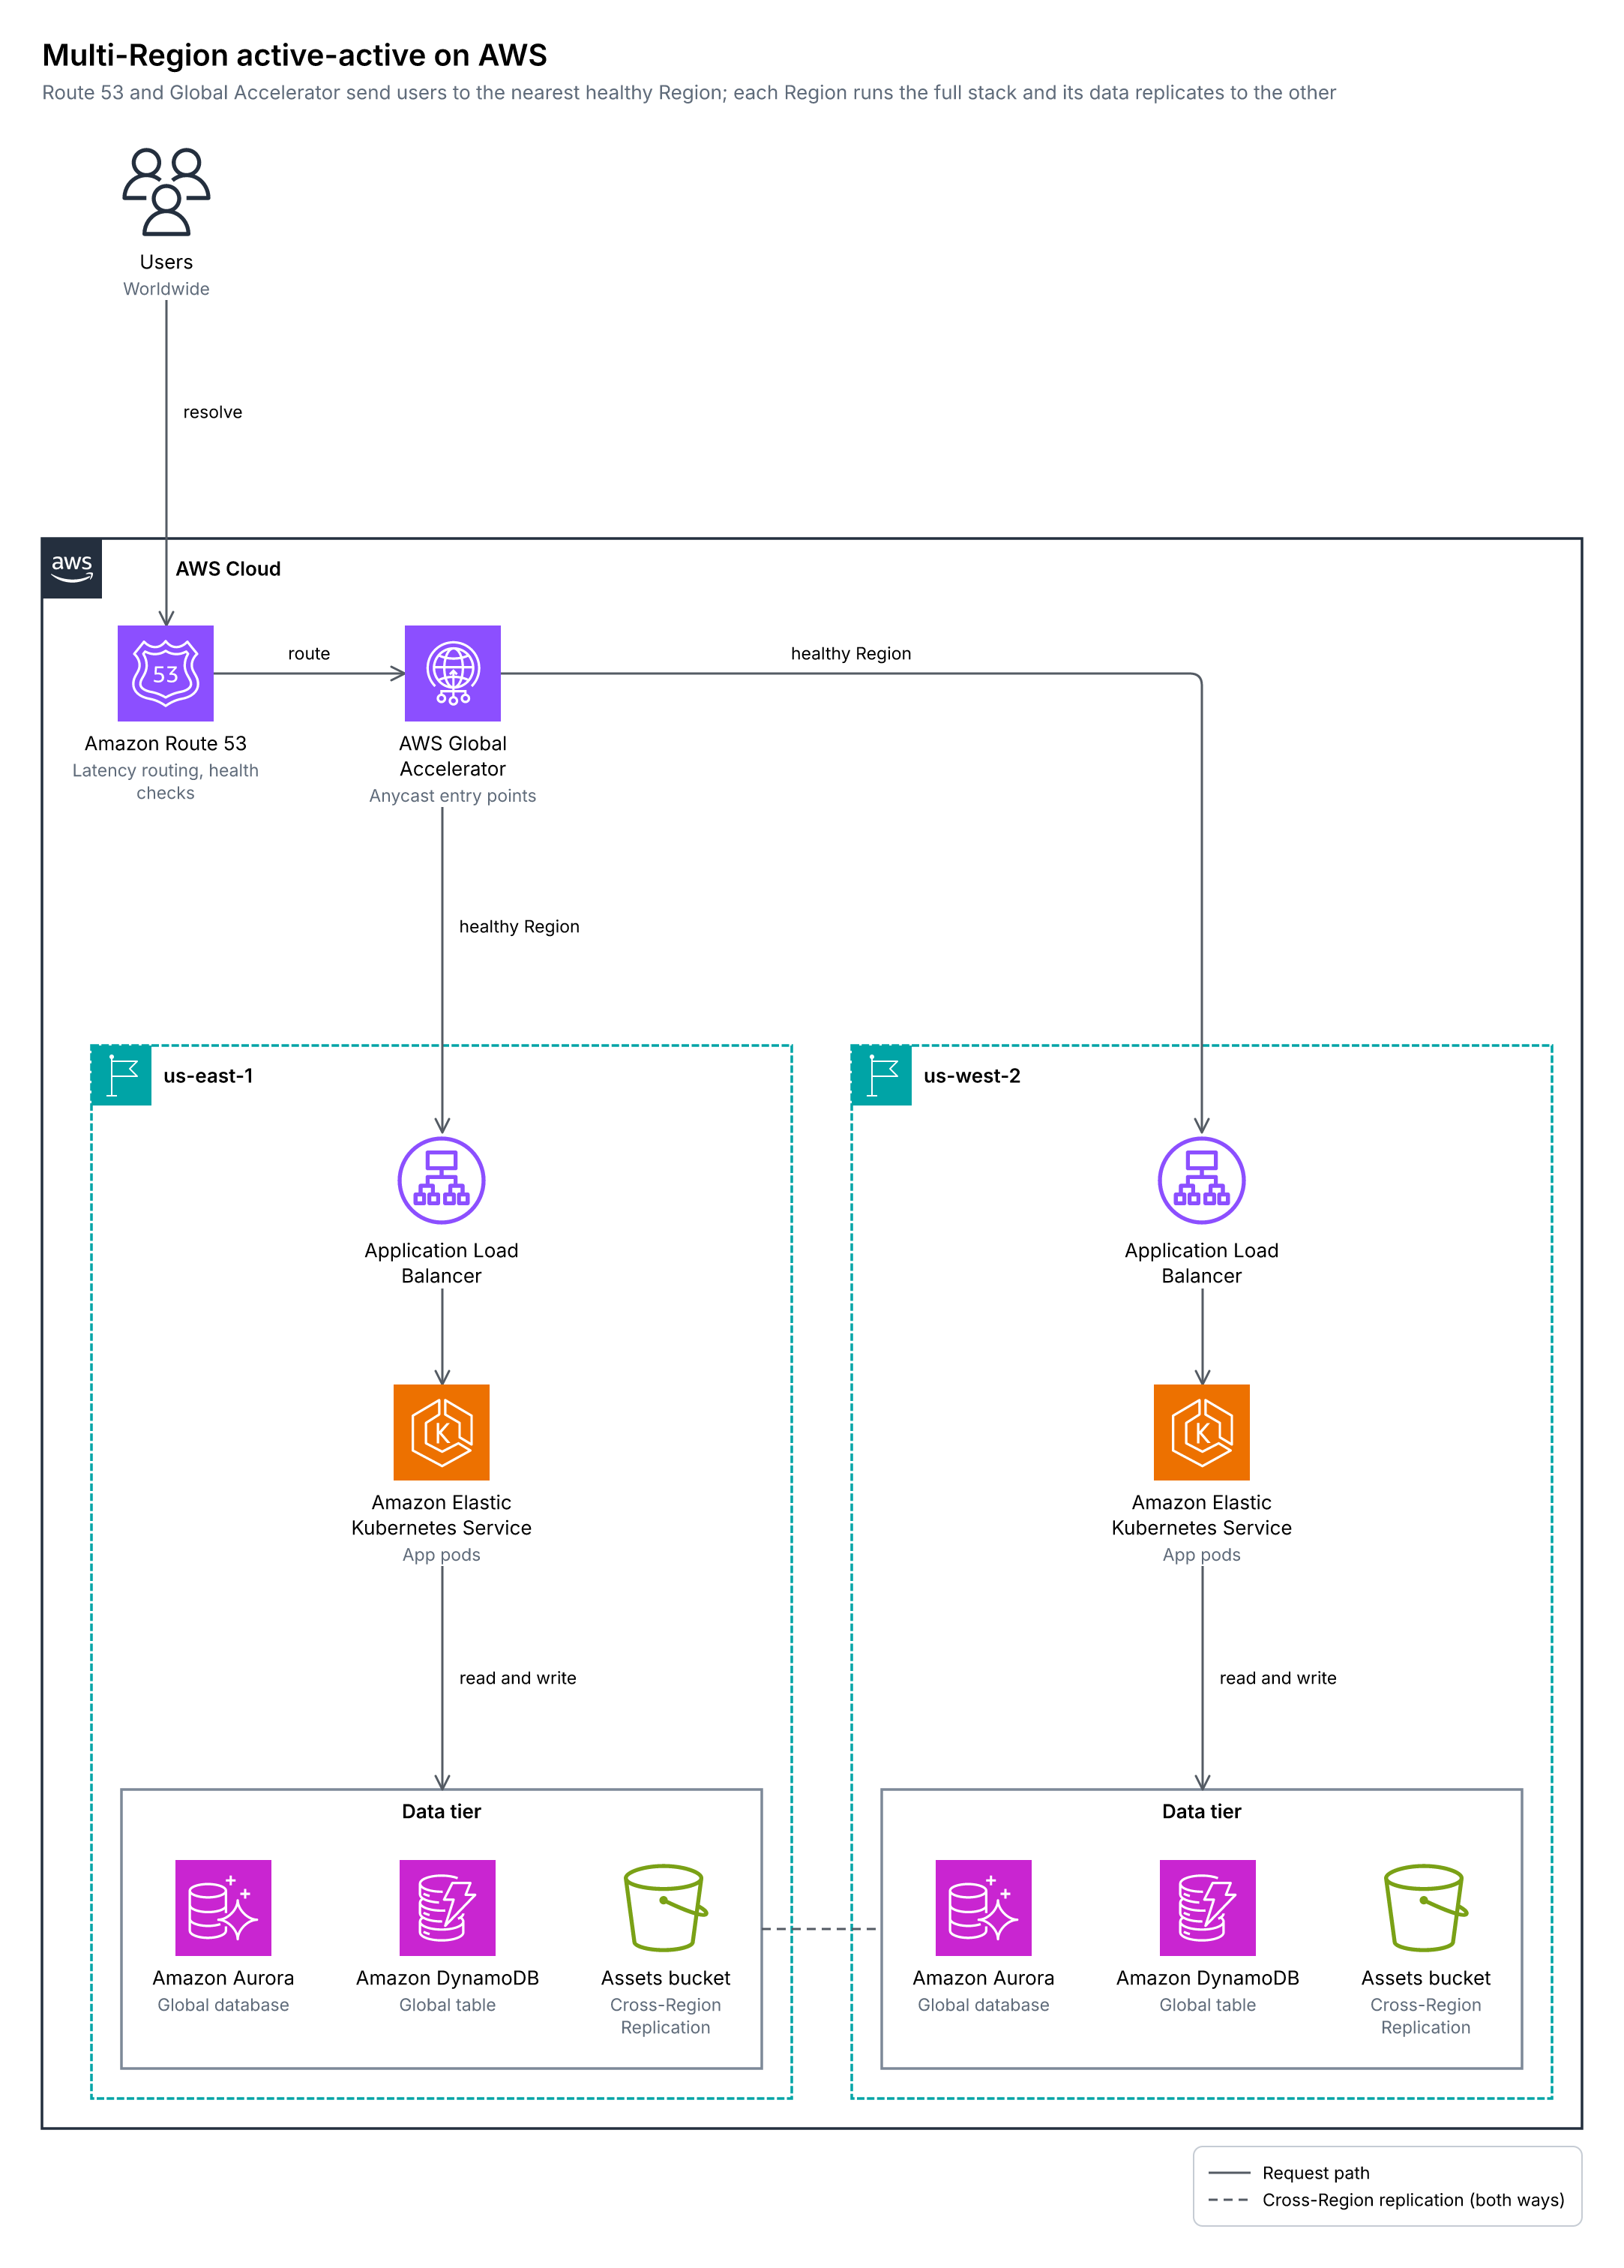 Multi-Region active-active on AWS
Route 53 and Global Accelerator send users to the nearest healthy Region; each Region runs the full stack and its data replicates to the other
Users
Worldwide
resolve
aws
AWS Cloud
53
route
healthy Region
Amazon Route 53
Latency routing, health
checks
AWS Global
Accelerator
Anycast entry points
healthy Region
us-east-1
us-west-2
Application Load
Balancer
Application Load
Balancer
K
K
Amazon Elastic
Kubernetes Service
App pods
Amazon Elastic
Kubernetes Service
App pods
read and write
read and write
Data tier
Amazon Aurora
Global database
Amazon DynamoDB
Global table
Assets bucket
Cross-Region
Replication
Data tier
Amazon Aurora
Global database
Amazon DynamoDB
Global table
Assets bucket
Cross-Region
Replication
Request path
Cross-Region replication (both ways)